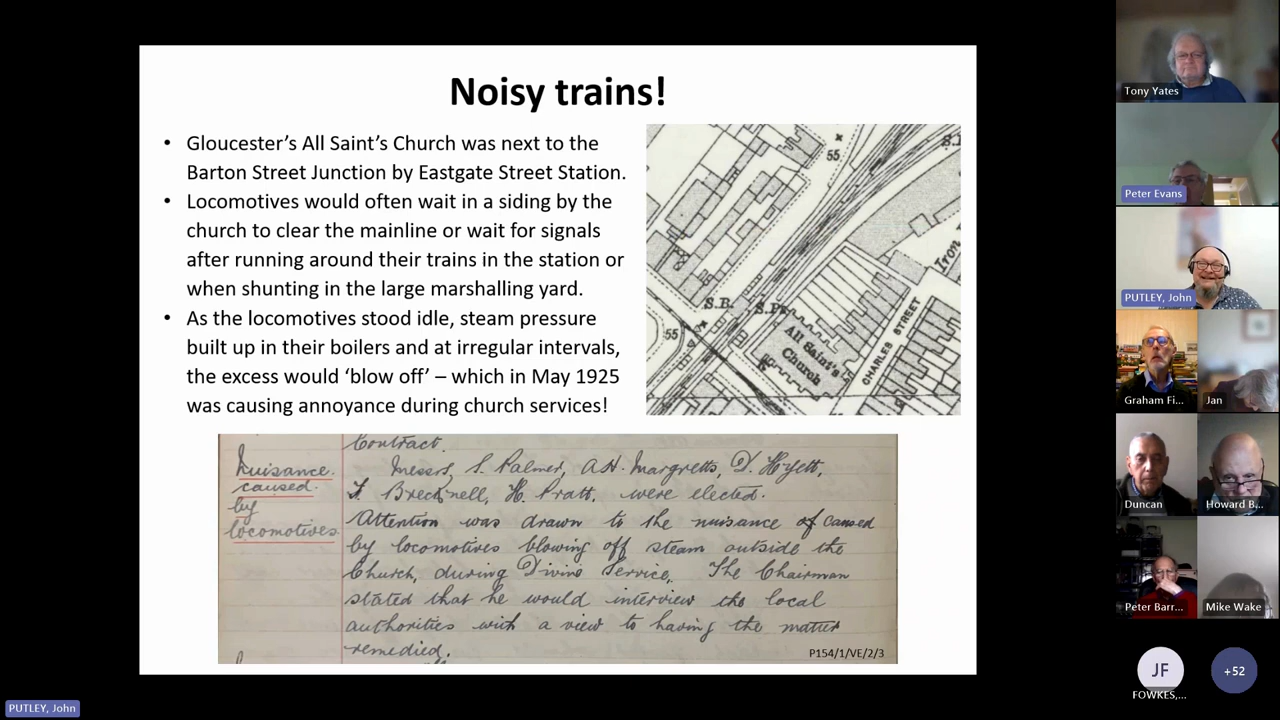 Noisy trains!
• Gloucester's All Saint's Church was next to the
Barton Street Junction by Eastgate Street Station.
• Locomotives would often wait in a siding by the
church to clear the mainline or wait for signals
after running around their trains in the station or
when shunting in the large marshalling yard.
• As the locomotives stood idle, steam pressure
built up in their boilers and at irregular intervals,
the excess would 'blow off' – which in May 1925
was causing annoyance during church services!
55
S.B.
S.P.
55
All Saint's
Church
CHARLES STREET
Iron
Nuisance
caused
by
locomotives
Contract.
Messrs, S. Palmer, A.H. Margretts, D. Hyett,
Brecknell, H. Pratt, were elected.
Attention was drawn to the nuisance of caused
by locomotives blowing off steam outside the
Church, during Divine Service. The Chairman
stated that he would interview the local
authorities with a view to having the matter
remedied.
P154/1/VE/2/3
Tony Yates
Peter Evans
PUTLEY, John
Graham Fi...
Jan
Duncan
Howard B...
Peter Barr...
Mike Wake
JF
FOWKES,...
+52
PUTLEY, John